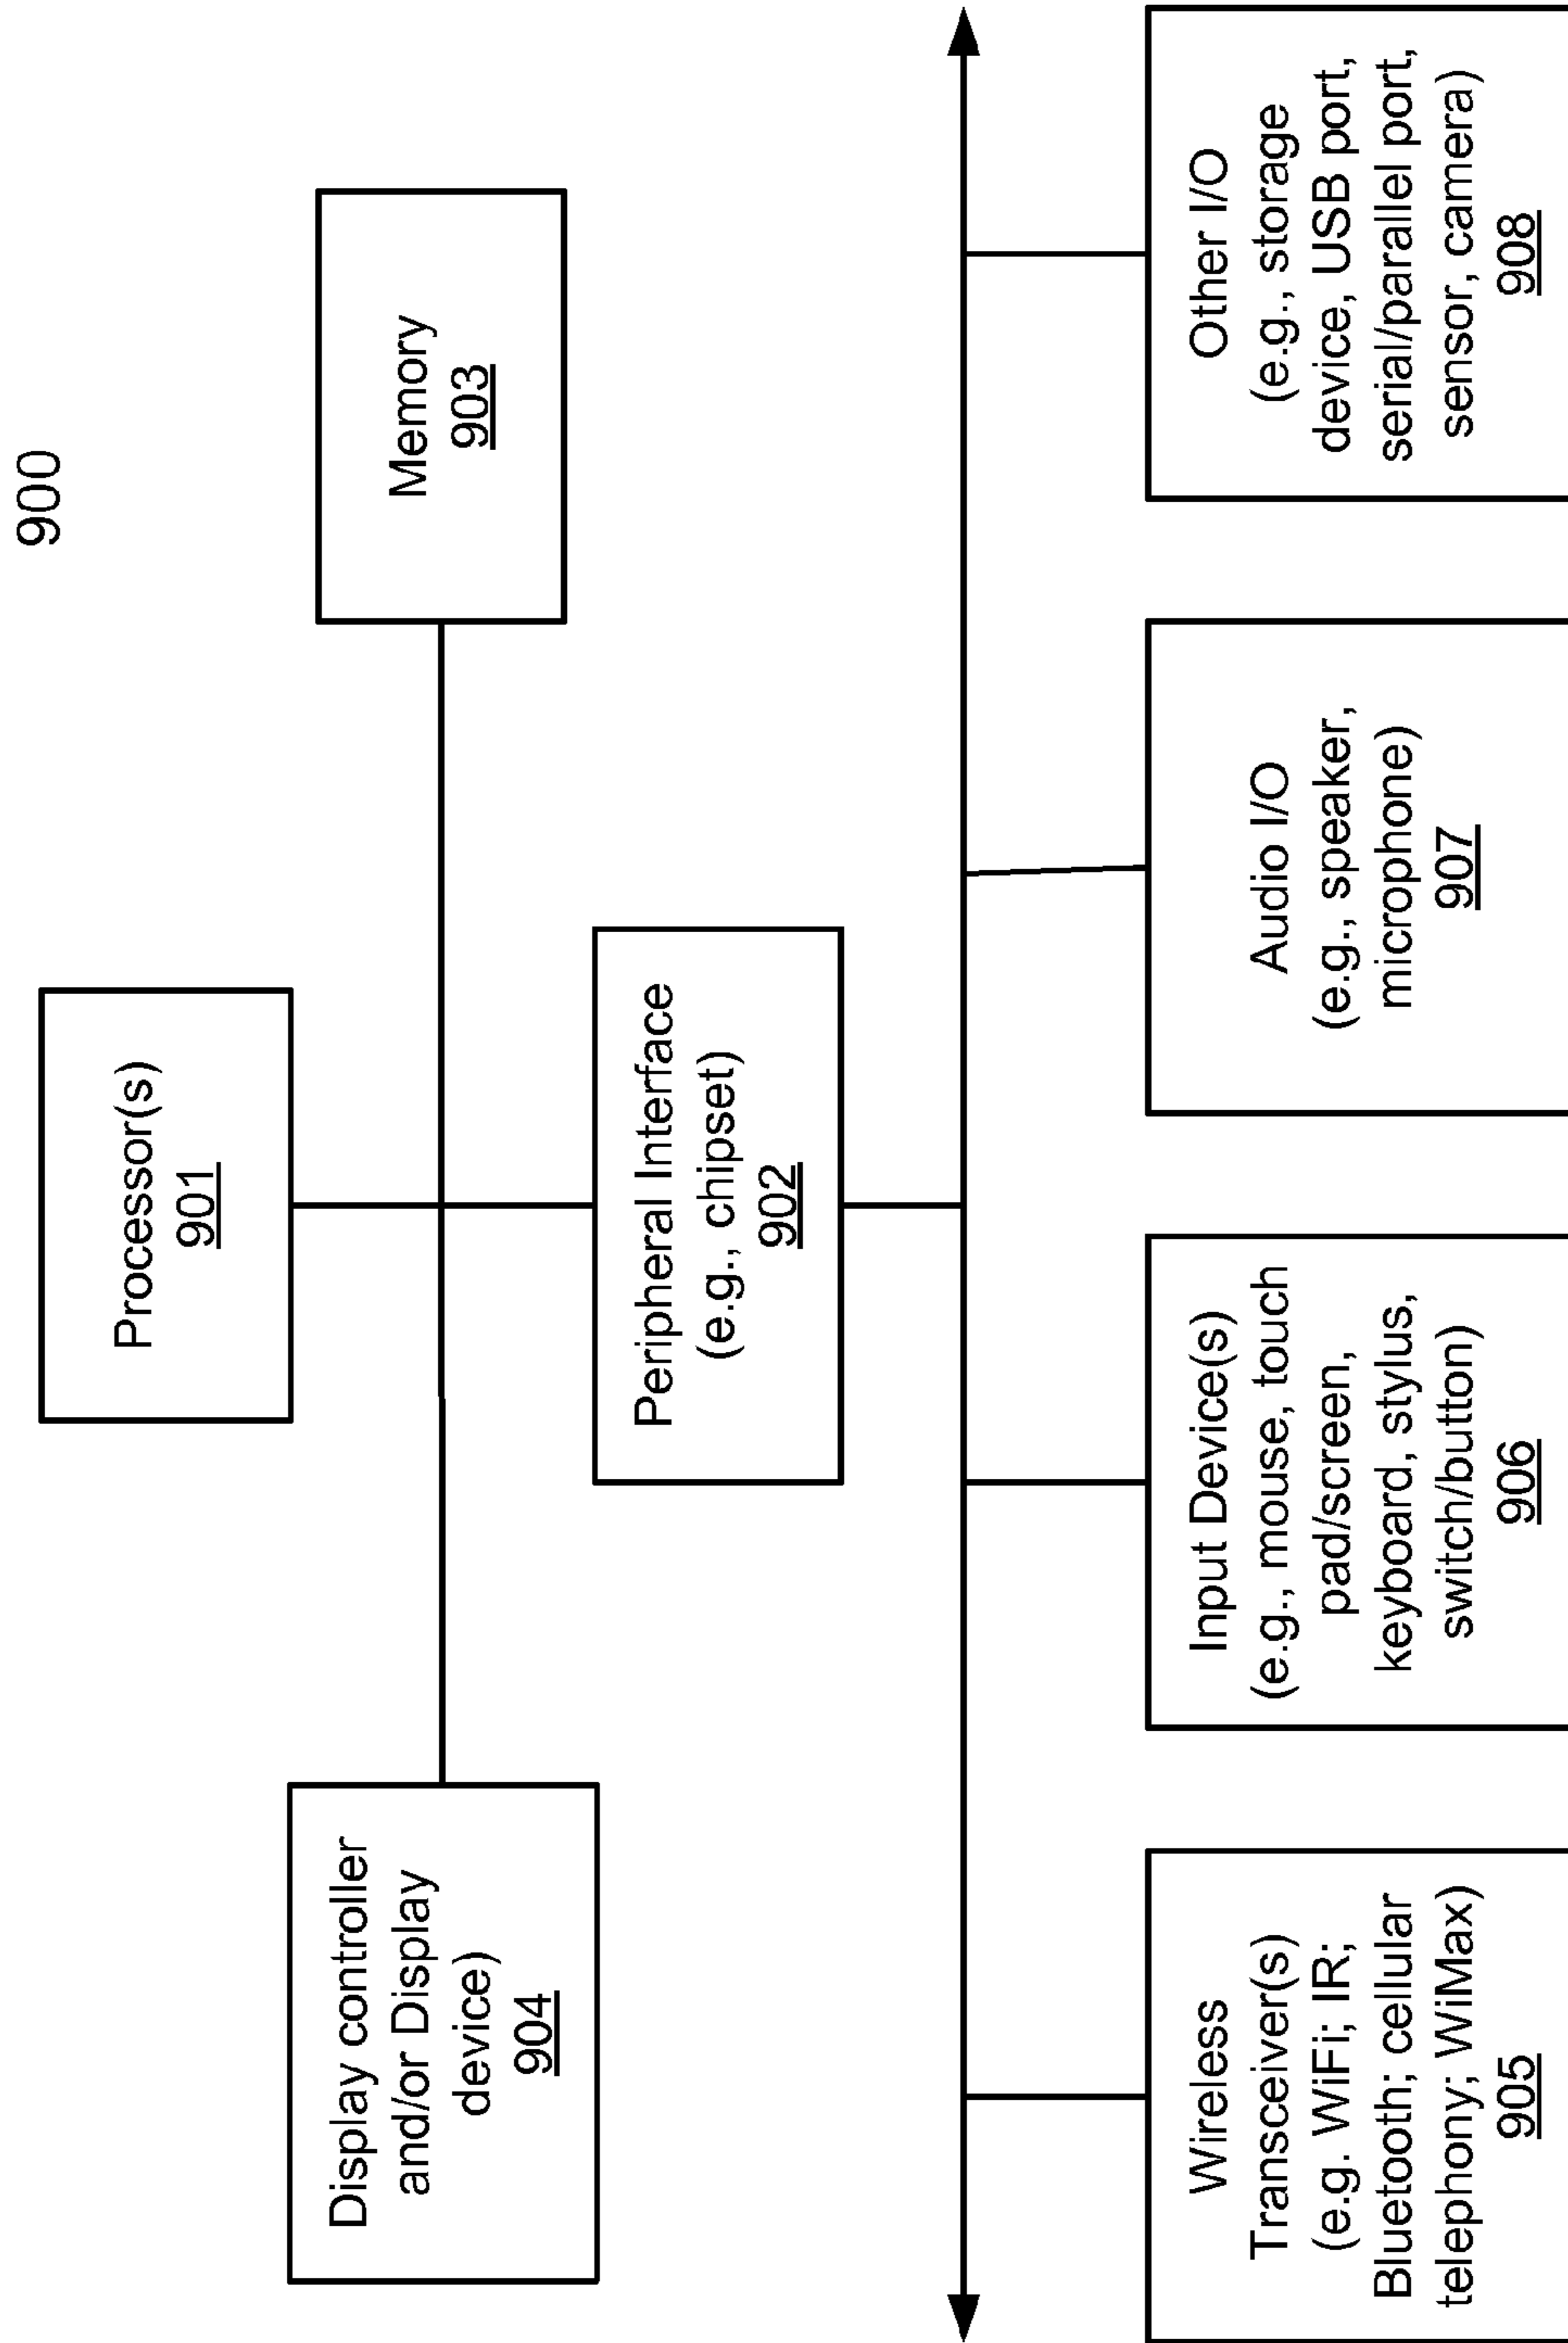 900
Processor(s)
901
Display controller
and/or Display
device)
904
Memory
903
Peripheral Interface
(e.g., chipset)
902
Wireless
Transceiver(s)
(e.g. WiFi; IR;
Bluetooth; cellular
telephony; WiMax)
905
Input Device(s)
(e.g., mouse, touch
pad/screen,
keyboard, stylus,
switch/button)
906
Audio I/O
(e.g., speaker,
microphone)
907
Other I/O
(e.g., storage
device, USB port,
serial/parallel port,
sensor, camera)
908